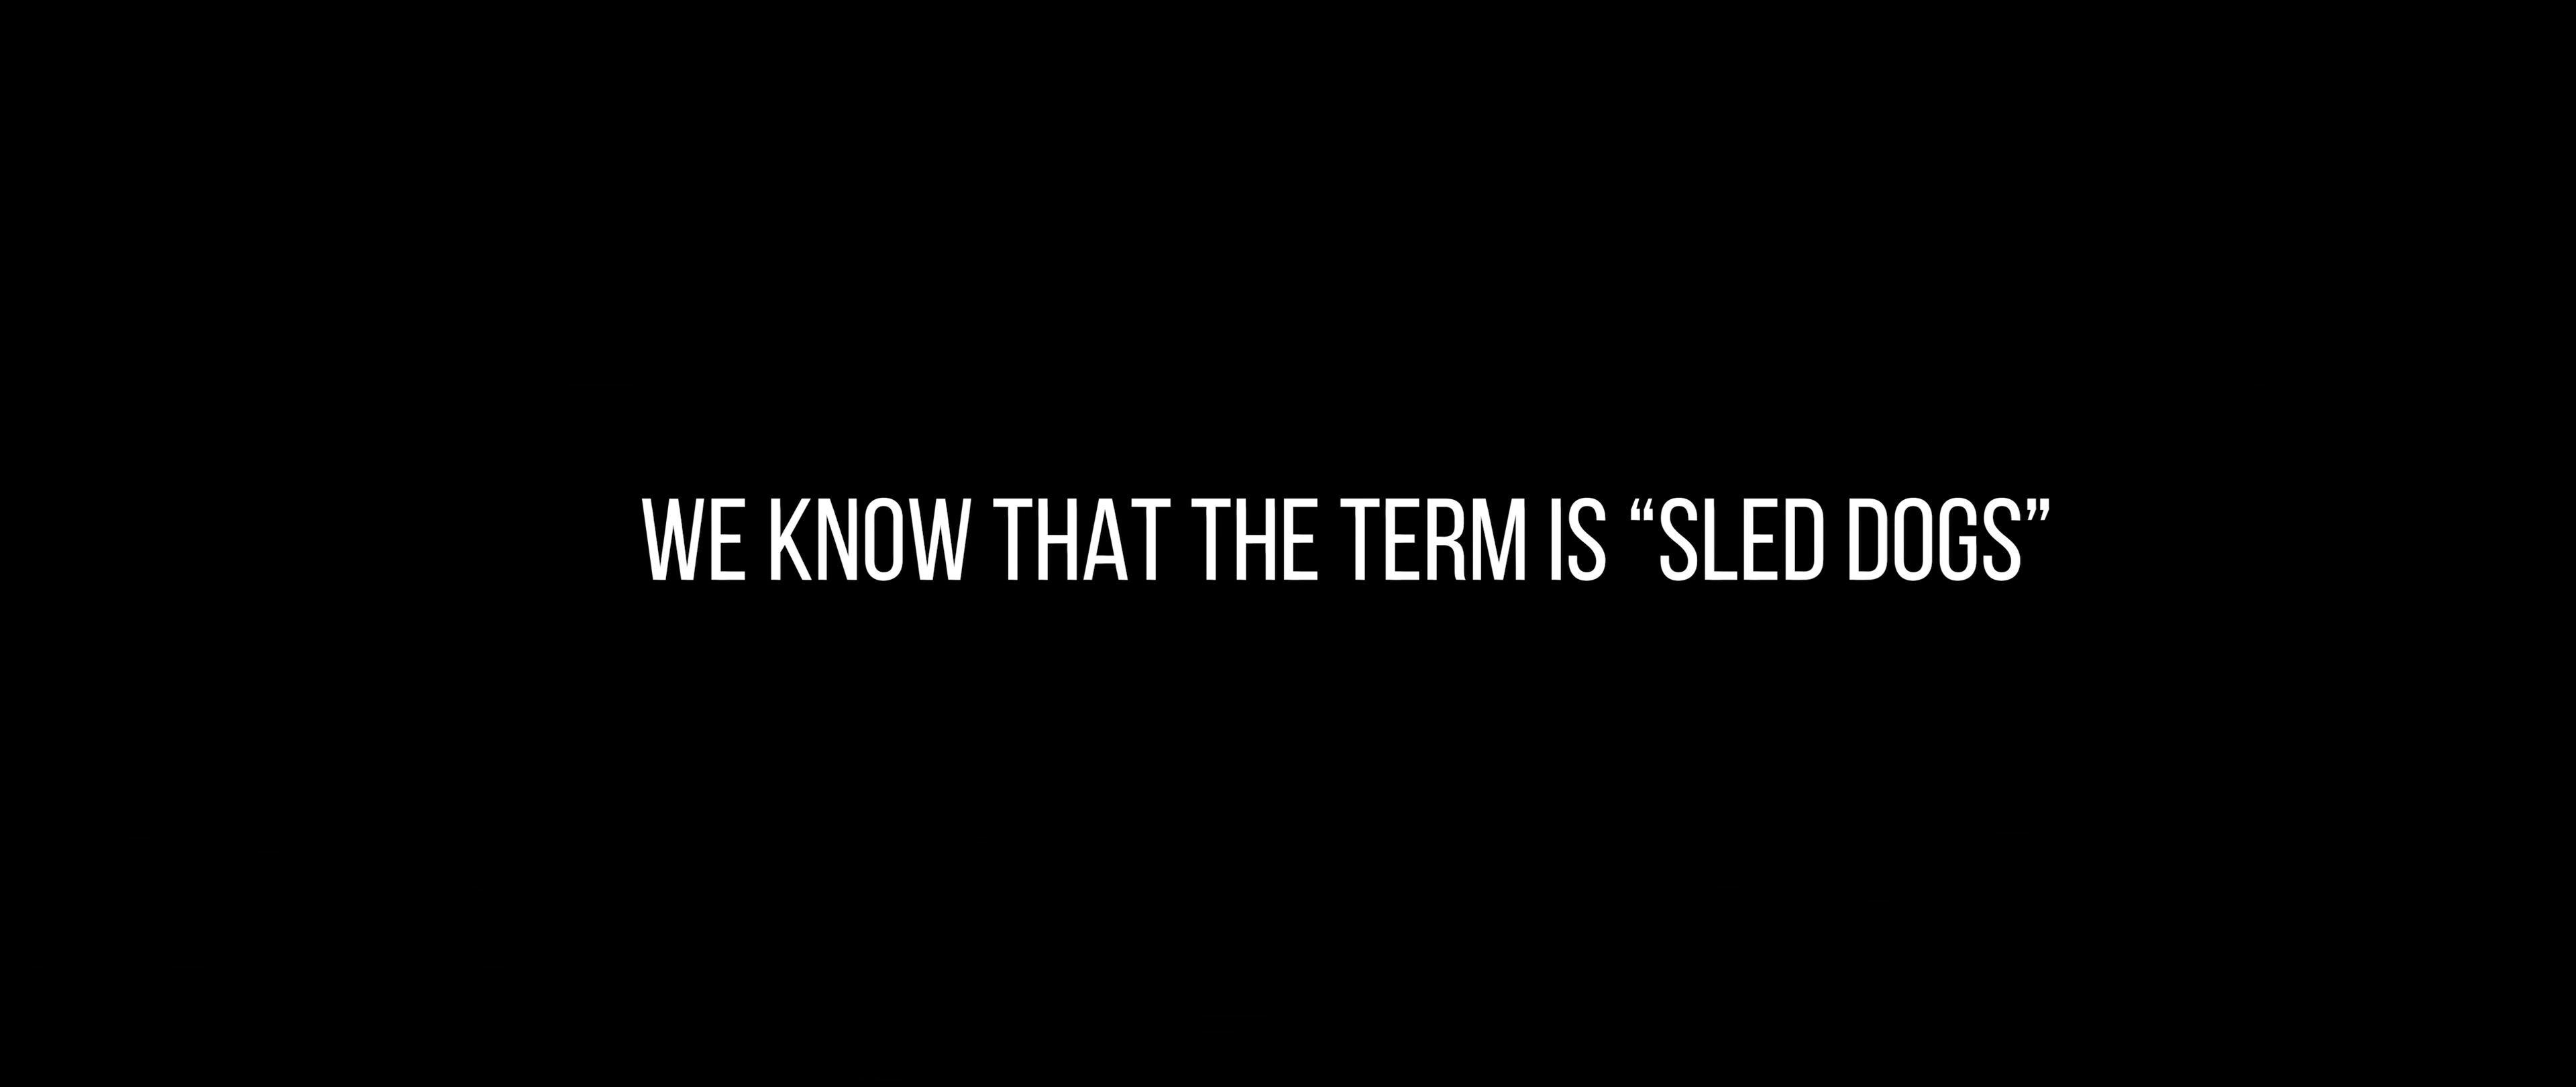 WE KNOW THAT THE TERM IS “SLED DOGS”